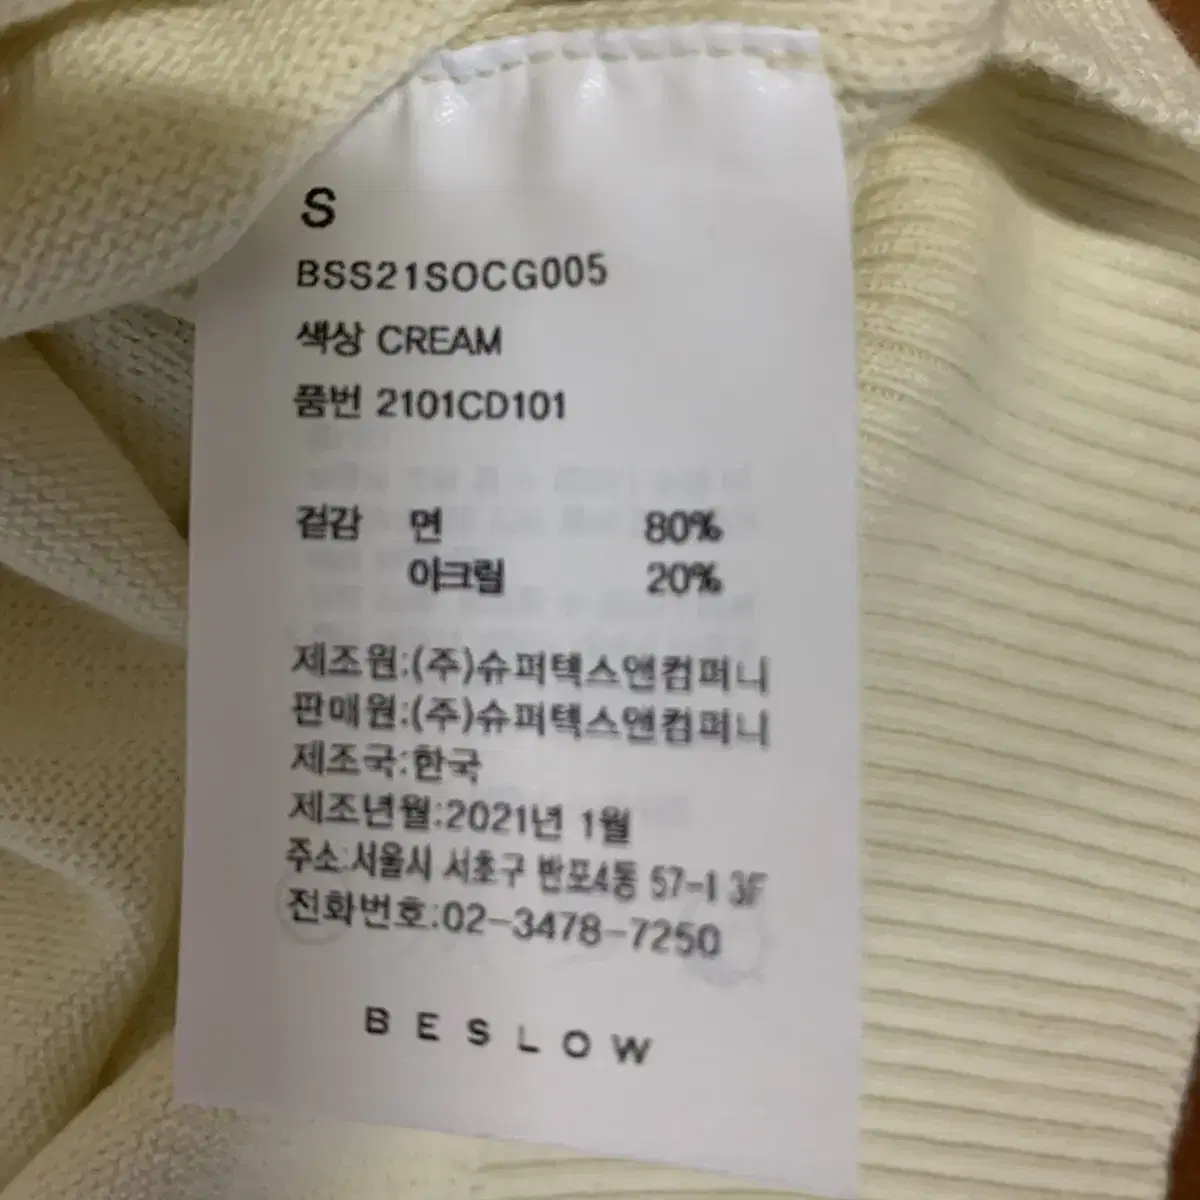 S
BSS21SOCG005
색상 CREAM
품번 2101CD101
겉감 면 80%
아크릴 20%
제조원:(주)슈퍼텍스앤컴퍼니
판매원:(주)슈퍼텍스앤컴퍼니
제조국:한국
제조년월:2021년 1월
주소:서울시 서초구 반포4동 57-1 3F
전화번호:02-3478-7250
BESLOW